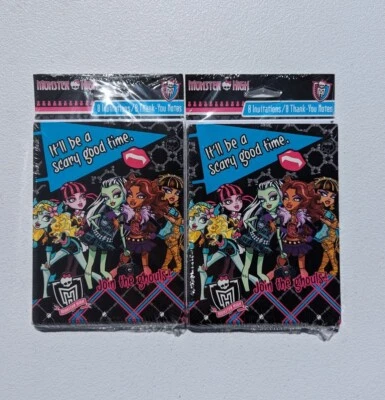 MONSTER HIGH
8 Invitations/8 Thank-You Notes
It'll be a
scary good time.
Join the ghouls!
MONSTER HIGH
8 Invitations/8 Thank-You Notes
It'll be a
scary good time.
Join the ghouls!